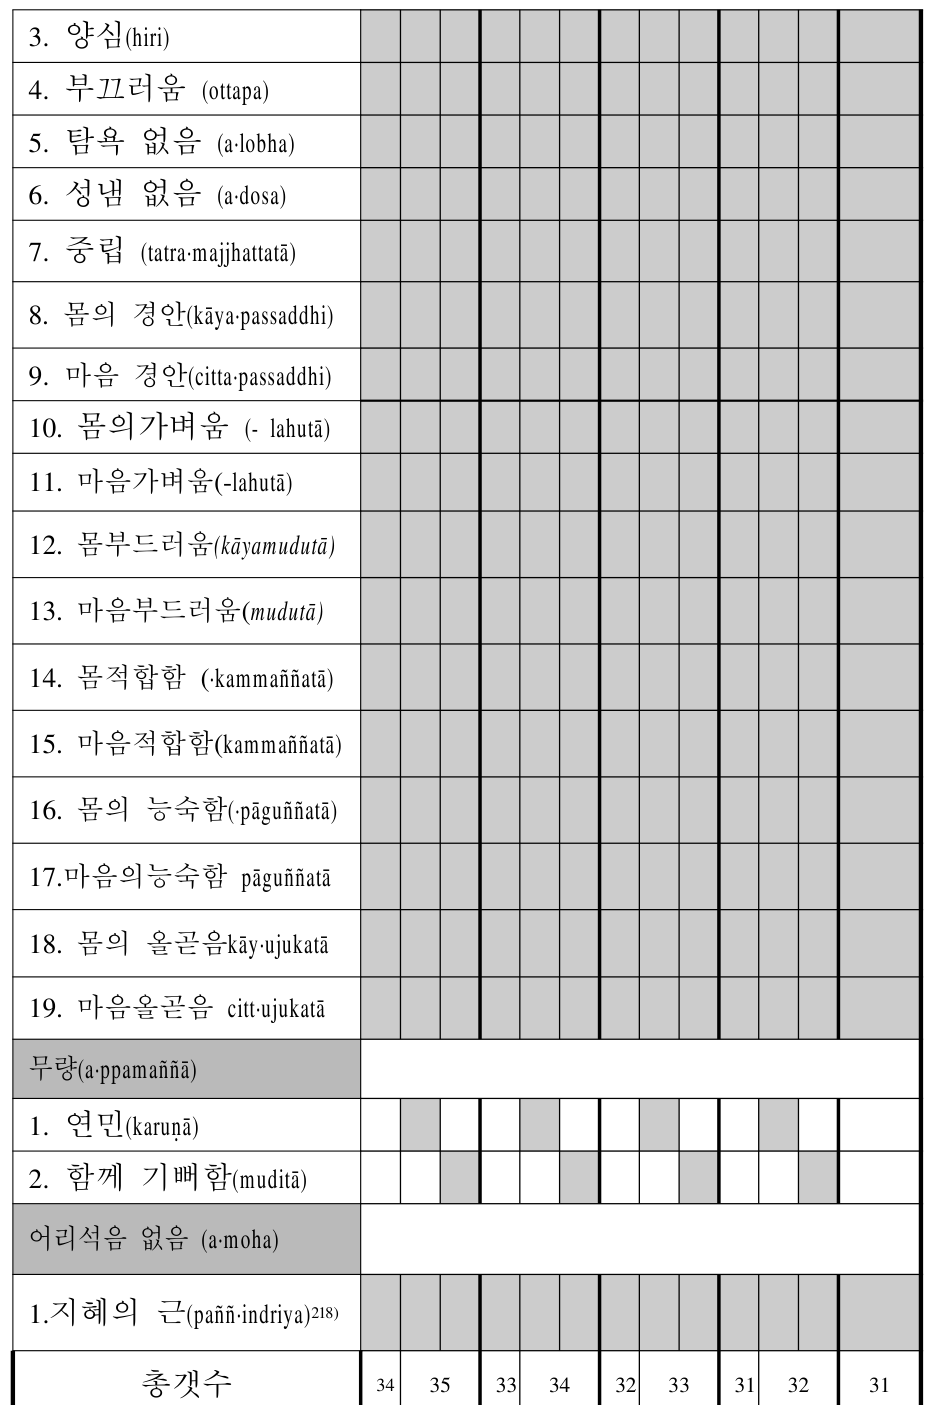 3. 양심(hiri)
4. 부끄러움 (ottapa)
5. 탐욕 없음 (a·lobha)
6. 성냄 없음 (a·dosa)
7. 중립 (tatra·majjhattatā)
8. 몸의 경안(kāya·passaddhi)
9. 마음 경안(citta·passaddhi)
10. 몸의가벼움 (- lahutā)
11. 마음가벼움(-lahutā)
12. 몸부드러움(kāyamudutā)
13. 마음부드러움(mudutā)
14. 몸적합함 (·kammaññatā)
15. 마음적합함(kammaññatā)
16. 몸의 능숙함(·pāguññatā)
17.마음의능숙함 pāguññatā
18. 몸의 올곧음kāy·ujukatā
19. 마음올곧음 citt·ujukatā
무량(a·ppamaññā)
1. 연민(karuṇā)
2. 함께 기뻐함(muditā)
어리석음 없음 (a·moha)
1.지혜의 근(paññ·indriya)218)
총갯수 34 35 33 34 32 33 31 32 31